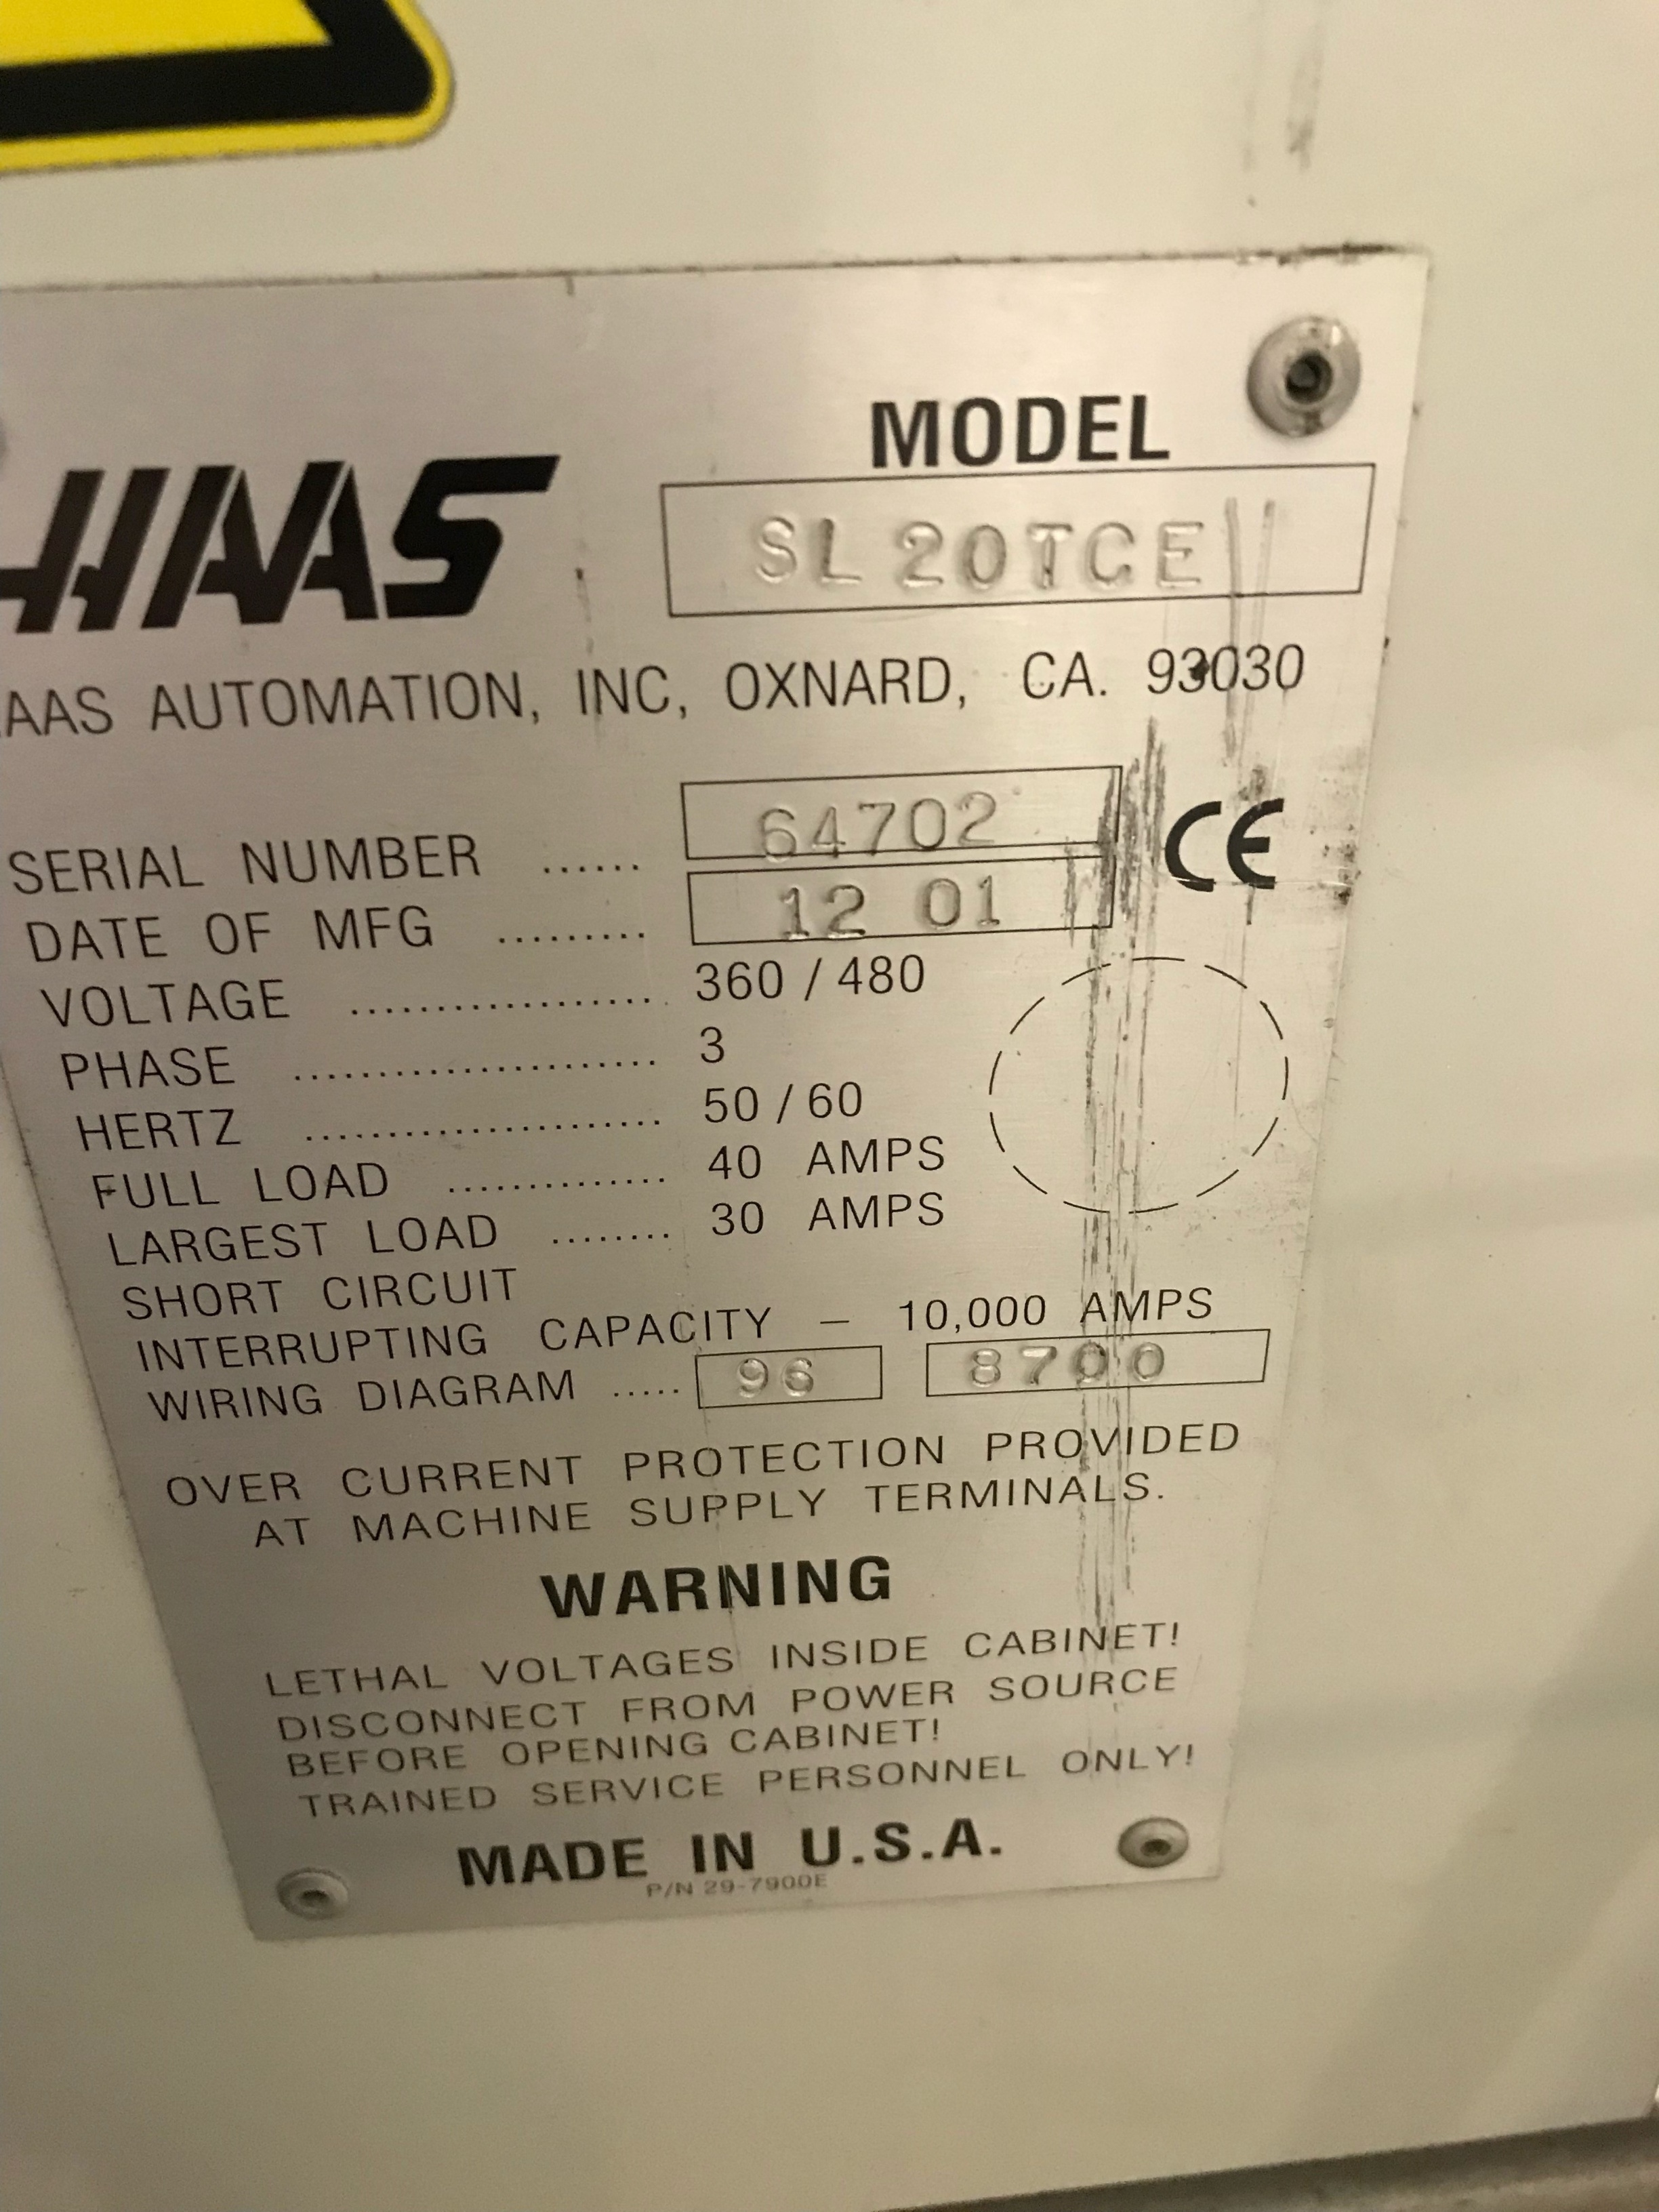 HAAS
MODEL
SL20TCE
AAS AUTOMATION, INC, OXNARD, CA. 93030
SERIAL NUMBER ...... 64702
CE
DATE OF MFG ......... 12 01
VOLTAGE ................... 360 / 480
PHASE ...................... 3
HERTZ ...................... 50 / 60
FULL LOAD .............. 40 AMPS
LARGEST LOAD ........ 30 AMPS
SHORT CIRCUIT
INTERRUPTING CAPACITY – 10,000 AMPS
WIRING DIAGRAM ..... 96 8700
OVER CURRENT PROTECTION PROVIDED
AT MACHINE SUPPLY TERMINALS.
WARNING
LETHAL VOLTAGES INSIDE CABINET!
DISCONNECT FROM POWER SOURCE
BEFORE OPENING CABINET!
TRAINED SERVICE PERSONNEL ONLY!
MADE IN U.S.A.
P/N 29-7900E